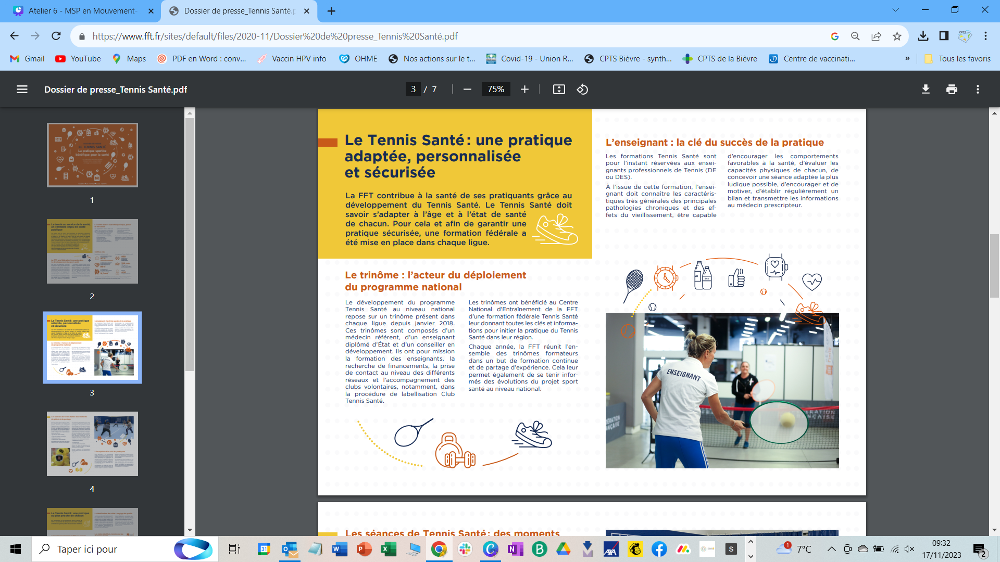 Atelier 6 - MSP en Mouvement-
Dossier de presse_Tennis Santé.p
https://www.fft.fr/sites/default/files/2020-11/Dossier%20de%20presse_Tennis%20Santé.pdf
Gmail
YouTube
Maps
PDF en Word : conv...
Vaccin HPV info
OHME
Nos actions sur le t...
Covid-19 - Union R...
CPTS Bièvre - synth...
CPTS de la Bièvre
Centre de vaccinati...
»
Tous les favoris
Dossier de presse_Tennis Santé.pdf
3 / 7
75%
1
2
3
4
Le Tennis Santé : une pratique
adaptée, personnalisée
et sécurisée
La FFT contribue à la santé de ses pratiquants grâce au
développement du Tennis Santé. Le Tennis Santé doit
savoir s'adapter à l'âge et à l'état de santé
de chacun. Pour cela et afin de garantir une
pratique sécurisée, une formation fédérale a
été mise en place dans chaque ligue.
Le trinôme : l'acteur du déploiement
du programme national
Le développement du programme
Tennis Santé au niveau national
repose sur un trinôme présent dans
chaque ligue depuis janvier 2018.
Ces trinômes sont composés d'un
médecin référent, d'un enseignant
diplômé d'État et d'un conseiller en
développement. Ils ont pour mission
la formation des enseignants, la
recherche de financements, la prise
de contact au niveau des différents
réseaux et l'accompagnement des
clubs volontaires, notamment, dans
la procédure de labellisation Club
Tennis Santé.
Les trinômes ont bénéficié au Centre
National d'Entraînement de la FFT
d'une formation fédérale Tennis Santé
leur donnant toutes les clés et informa-
tions pour initier la pratique du Tennis
Santé dans leur région.
Chaque année, la FFT réunit l'en-
semble des trinômes formateurs
dans un but de formation continue
et de partage d'expérience. Cela leur
permet également de se tenir infor-
més des évolutions du projet sport
santé au niveau national.
L'enseignant : la clé du succès de la pratique
Les formations Tennis Santé sont
pour l'instant réservées aux ensei-
gnants professionnels de Tennis (DE
ou DES).
À l'issue de cette formation, l'ensei-
gnant doit connaître les caractéris-
tiques très générales des principales
pathologies chroniques et des ef-
fets du vieillissement, être capable
d'encourager les comportements
favorables à la santé, d'évaluer les
capacités physiques de chacun, de
concevoir une séance adaptée la plus
ludique possible, d'encourager et de
motiver, d'établir régulièrement un
bilan et transmettre les informations
au médecin prescripteur.
ENSEIGNANT
Les séances de Tennis Santé : des moments
Taper ici pour
7°C
09:32
17/11/2023
2